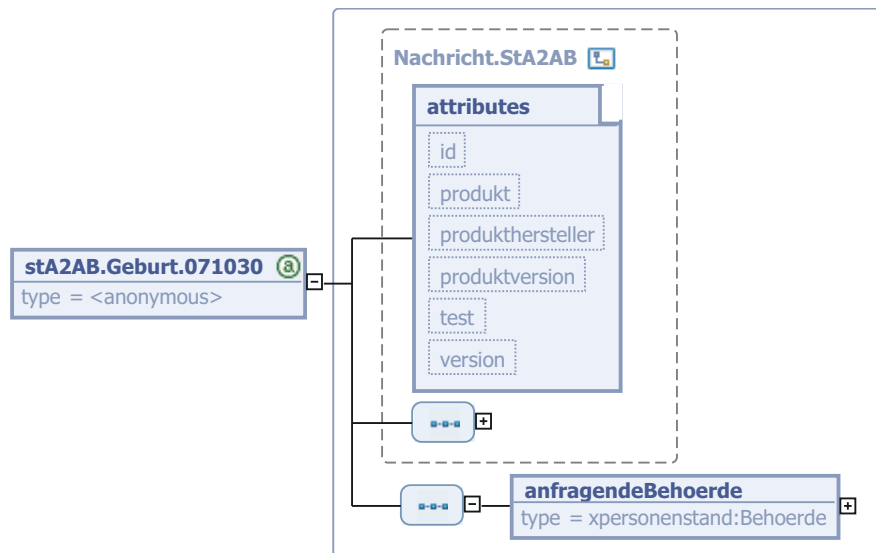 Nachricht.StA2AB
attributes
id
produkt
produkthersteller
produktversion
test
version
stA2AB.Geburt.071030 a
type = <anonymous>
anfragendeBehoerde
type = xpersonenstand:Behoerde